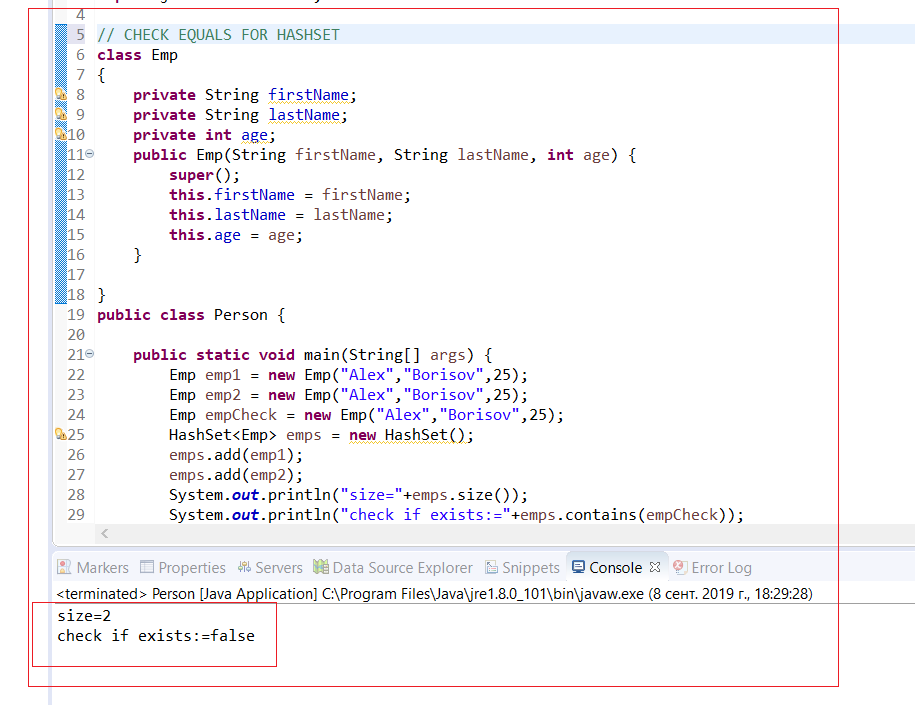 4
5 // CHECK EQUALS FOR HASHSET
6 class Emp
7 {
8 private String firstName;
9 private String lastName;
10 private int age;
11 public Emp(String firstName, String lastName, int age) {
12 super();
13 this.firstName = firstName;
14 this.lastName = lastName;
15 this.age = age;
16 }
17
18 }
19 public class Person {
20
21 public static void main(String[] args) {
22 Emp emp1 = new Emp("Alex","Borisov",25);
23 Emp emp2 = new Emp("Alex","Borisov",25);
24 Emp empCheck = new Emp("Alex","Borisov",25);
25 HashSet<Emp> emps = new HashSet();
26 emps.add(emp1);
27 emps.add(emp2);
28 System.out.println("size="+emps.size());
29 System.out.println("check if exists:="+emps.contains(empCheck));
Markers Properties Servers Data Source Explorer Snippets Console Error Log
<terminated> Person [Java Application] C:\Program Files\Java\jre1.8.0_101\bin\javaw.exe (8 сент. 2019 г., 18:29:28)
size=2
check if exists:=false